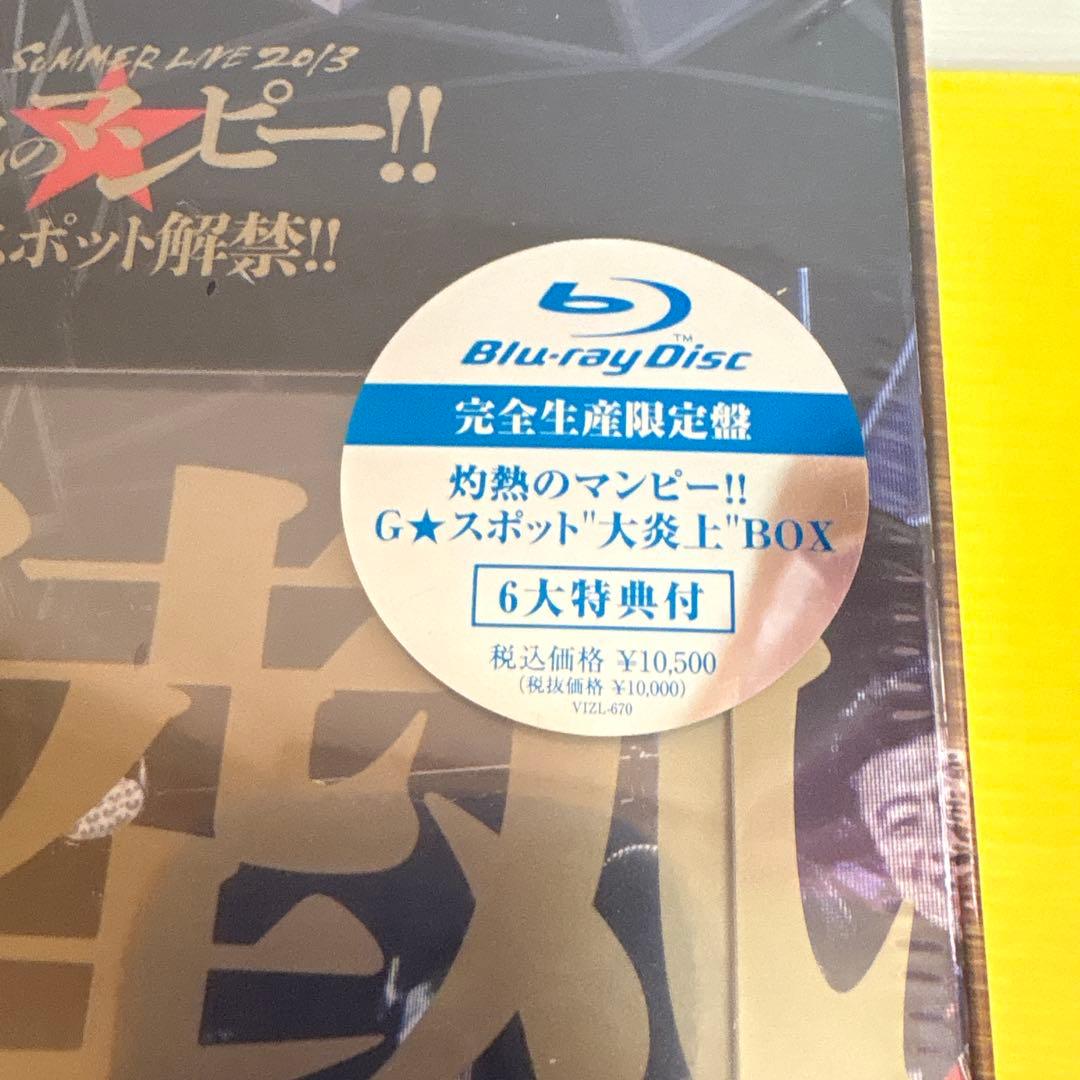 SUMMER LIVE 2013
のマンピー!!
スポット解禁!!
Blu-ray Disc™
完全生産限定盤
灼熱のマンピー!!
G★スポット"大炎上"BOX
6大特典付
税込価格 ¥10,500
(税抜価格 ¥10,000)
VIZL-670